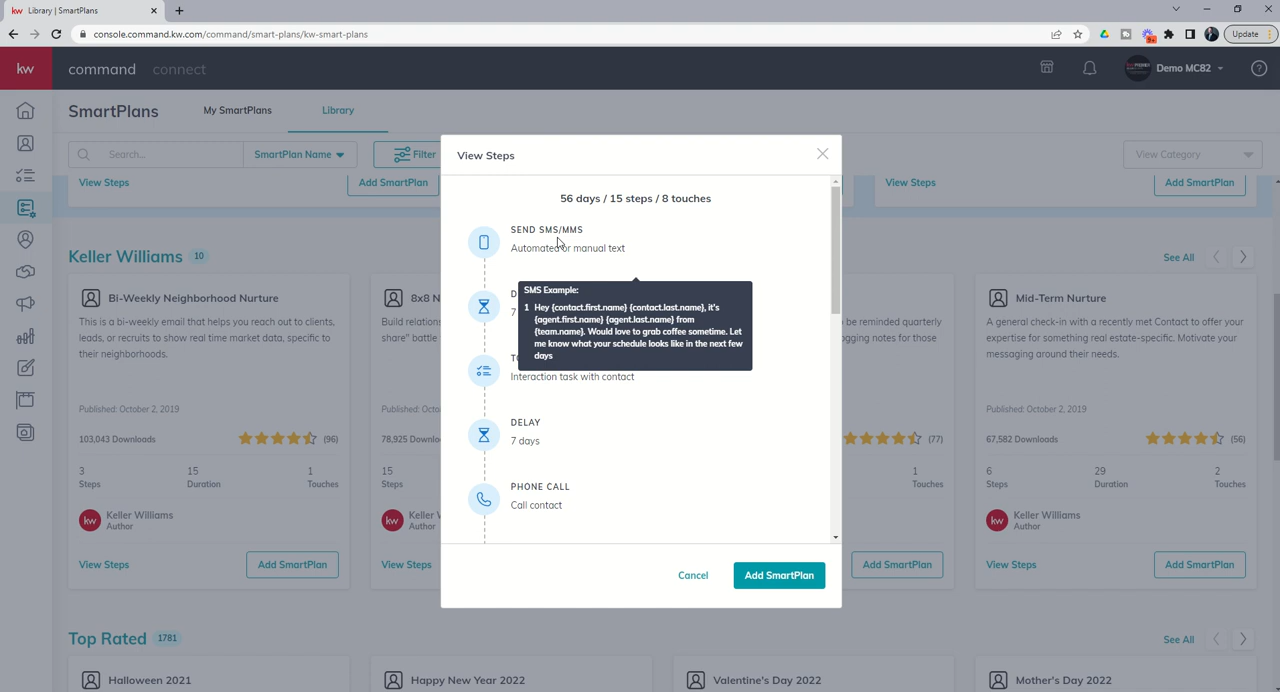 kw Library | SmartPlans
console.command.kw.com/command/smart-plans/kw-smart-plans
9+
Update
kw
command
connect
Demo MC82
SmartPlans
My SmartPlans
Library
Search...
SmartPlan Name
Filter
View Category
View Steps
Add SmartPlan
View Steps
Add SmartPlan
View Steps
56 days / 15 steps / 8 touches
SEND SMS/MMS
Automated or manual text
SMS Example:
1 Hey {contact.first.name} {contact.last.name}, it's
{agent.first.name} {agent.last.name} from
{team.name}. Would love to grab coffee sometime. Let
me know what your schedule looks like in the next few
days
D
7
Interaction task with contact
DELAY
7 days
PHONE CALL
Call contact
Cancel
Add SmartPlan
Keller Williams 10
See All
Bi-Weekly Neighborhood Nurture
This is a bi-weekly email that helps you reach out to clients,
leads, or recruits to show real time market data, specific to
their neighborhoods.
Published: October 2, 2019
103,043 Downloads
(96)
3
Steps
15
Duration
1
Touches
kw
Keller Williams
Author
View Steps
Add SmartPlan
8x8 N
Build relations
share" battle
Published: Octo
78,925 Downlo
15
Steps
kw
Keller
Author
View Steps
be reminded quarterly
agging notes for those
(77)
1
Touches
Add SmartPlan
Mid-Term Nurture
A general check-in with a recently met Contact to offer your
expertise for something real estate-specific. Motivate your
messaging around their needs.
Published: October 2, 2019
67,582 Downloads
(56)
6
Steps
29
Duration
2
Touches
kw
Keller Williams
Author
View Steps
Add SmartPlan
Top Rated 1781
See All
Halloween 2021
Happy New Year 2022
Valentine's Day 2022
Mother's Day 2022